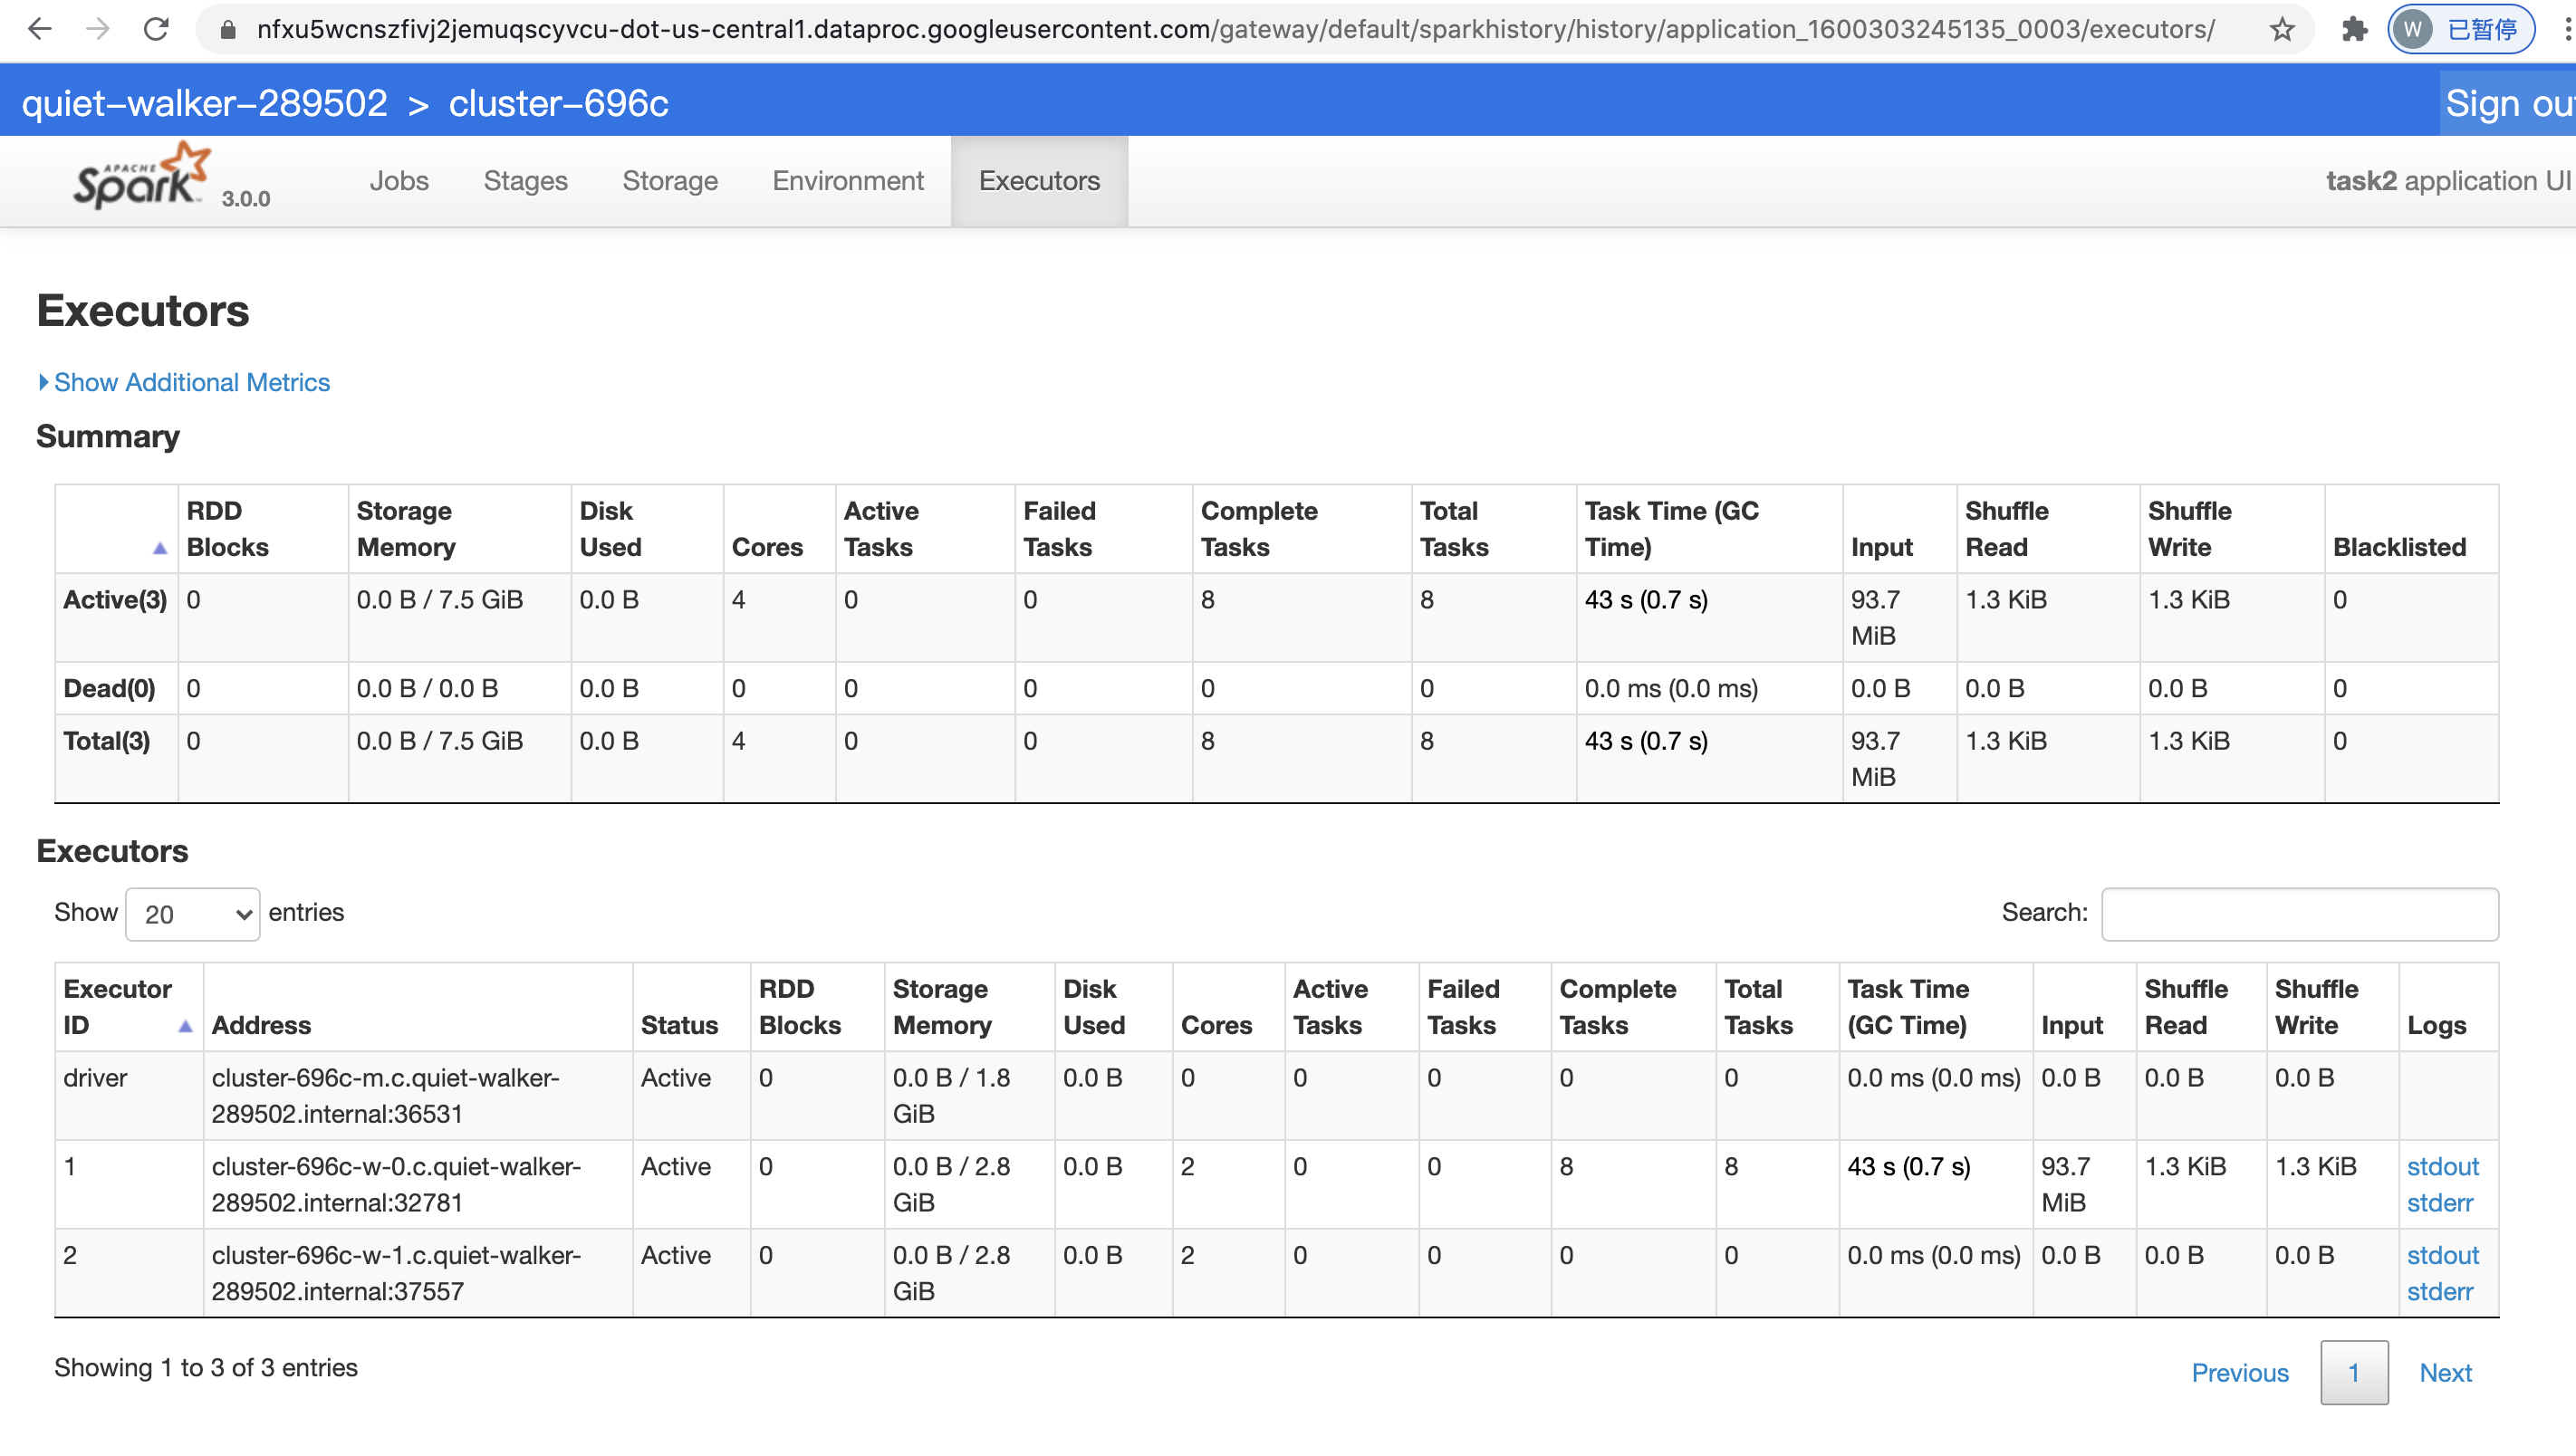 nfxu5wcnszfivj2jemuqscyvcu-dot-us-central1.dataproc.googleusercontent.com/gateway/default/sparkhistory/history/application_1600303245135_0003/executors/ W 已暂停
quiet-walker-289502 > cluster-696c Sign out
APACHE Spark 3.0.0 Jobs Stages Storage Environment Executors task2 application UI
Executors
Show Additional Metrics
Summary
RDD Blocks Storage Memory Disk Used Cores Active Tasks Failed Tasks Complete Tasks Total Tasks Task Time (GC Time) Input Shuffle Read Shuffle Write Blacklisted
Active(3) 0 0.0 B / 7.5 GiB 0.0 B 4 0 0 8 8 43 s (0.7 s) 93.7 MiB 1.3 KiB 1.3 KiB 0
Dead(0) 0 0.0 B / 0.0 B 0.0 B 0 0 0 0 0 0.0 ms (0.0 ms) 0.0 B 0.0 B 0.0 B 0
Total(3) 0 0.0 B / 7.5 GiB 0.0 B 4 0 0 8 8 43 s (0.7 s) 93.7 MiB 1.3 KiB 1.3 KiB 0
Executors
Show 20 entries Search:
Executor ID Address Status RDD Blocks Storage Memory Disk Used Cores Active Tasks Failed Tasks Complete Tasks Total Tasks Task Time (GC Time) Input Shuffle Read Shuffle Write Logs
driver cluster-696c-m.c.quiet-walker-289502.internal:36531 Active 0 0.0 B / 1.8 GiB 0.0 B 0 0 0 0 0 0.0 ms (0.0 ms) 0.0 B 0.0 B 0.0 B
1 cluster-696c-w-0.c.quiet-walker-289502.internal:32781 Active 0 0.0 B / 2.8 GiB 0.0 B 2 0 0 8 8 43 s (0.7 s) 93.7 MiB 1.3 KiB 1.3 KiB stdout stderr
2 cluster-696c-w-1.c.quiet-walker-289502.internal:37557 Active 0 0.0 B / 2.8 GiB 0.0 B 2 0 0 0 0 0.0 ms (0.0 ms) 0.0 B 0.0 B 0.0 B stdout stderr
Showing 1 to 3 of 3 entries Previous 1 Next